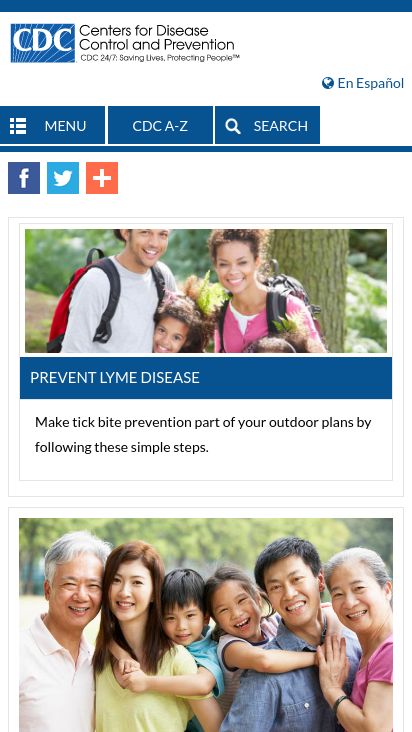 CDC
Centers for Disease
Control and Prevention
CDC 24/7: Saving Lives, Protecting People™
En Español
MENU
CDC A-Z
SEARCH
PREVENT LYME DISEASE
Make tick bite prevention part of your outdoor plans by
following these simple steps.